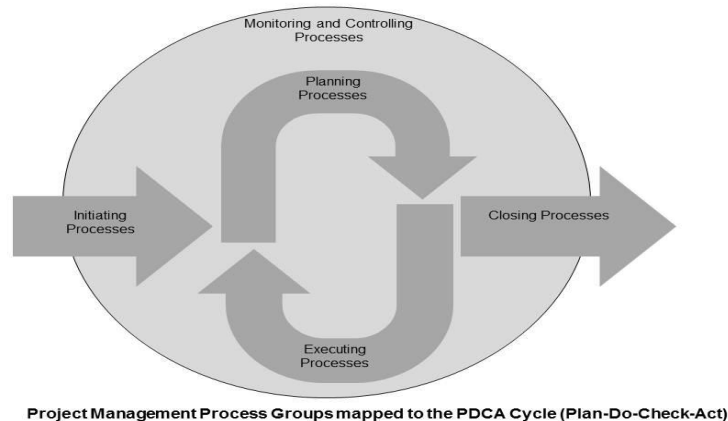 Monitoring and Controlling
Processes
Planning
Processes
Initiating
Processes
Closing Processes
Executing
Processes
Project Management Process Groups mapped to the PDCA Cycle (Plan-Do-Check-Act)